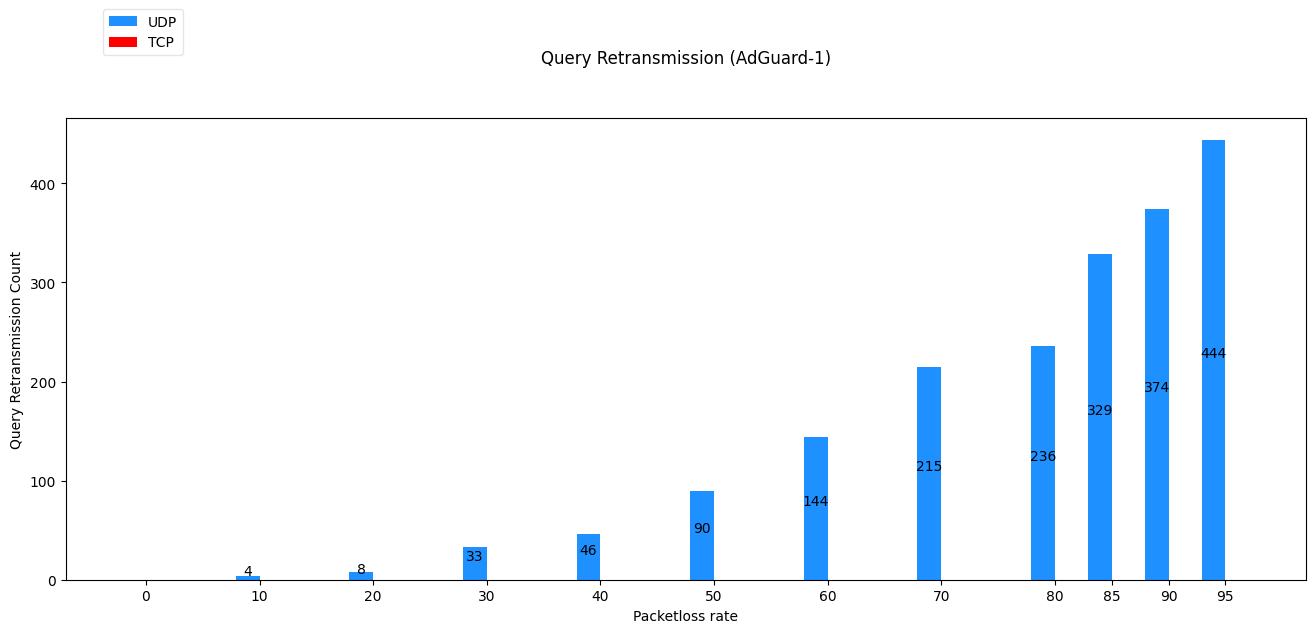 UDP
TCP
Query Retransmission (AdGuard-1)
Query Retransmission Count
400
300
200
100
0
4
8
33
46
90
144
215
236
329
374
444
0 10 20 30 40 50 60 70 80 85 90 95
Packetloss rate